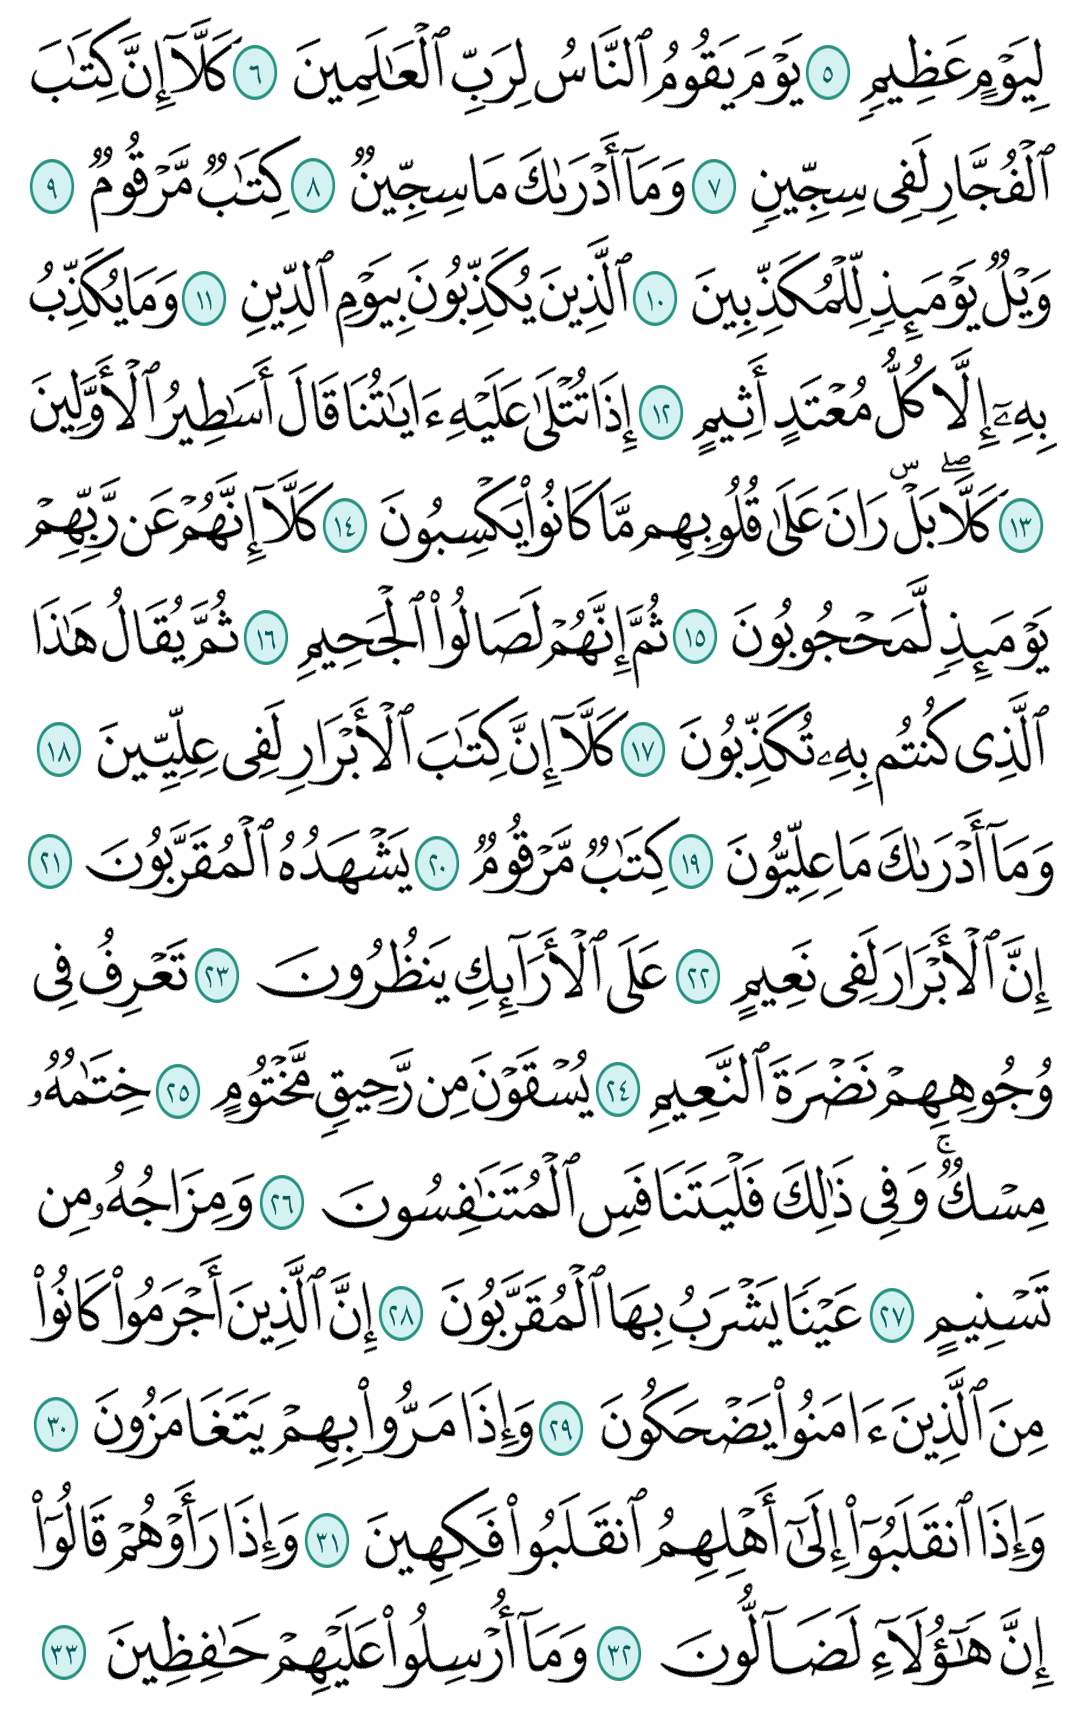 لِيَوْمٍ عَظِيمٍ ٥ يَوْمَ يَقُومُ ٱلنَّاسُ لِرَبِّ ٱلْعَٰلَمِينَ ٦ كَلَّآ إِنَّ كِتَٰبَ
ٱلْفُجَّارِ لَفِى سِجِّينٍ ٧ وَمَآ أَدْرَىٰكَ مَا سِجِّينٌ ٨ كِتَٰبٌ مَّرْقُومٌ ٩
وَيْلٌ يَوْمَئِذٍ لِّلْمُكَذِّبِينَ ١٠ ٱلَّذِينَ يُكَذِّبُونَ بِيَوْمِ ٱلدِّينِ ١١ وَمَا يُكَذِّبُ
بِهِۦٓ إِلَّا كُلُّ مُعْتَدٍ أَثِيمٍ ١٢ إِذَا تُتْلَىٰ عَلَيْهِ ءَايَٰتُنَا قَالَ أَسَٰطِيرُ ٱلْأَوَّلِينَ
١٣ كَلَّاۖ بَلْۜ رَانَ عَلَىٰ قُلُوبِهِم مَّا كَانُوا۟ يَكْسِبُونَ ١٤ كَلَّآ إِنَّهُمْ عَن رَّبِّهِمْ
يَوْمَئِذٍ لَّمَحْجُوبُونَ ١٥ ثُمَّ إِنَّهُمْ لَصَالُوا۟ ٱلْجَحِيمِ ١٦ ثُمَّ يُقَالُ هَٰذَا
ٱلَّذِى كُنتُم بِهِۦ تُكَذِّبُونَ ١٧ كَلَّآ إِنَّ كِتَٰبَ ٱلْأَبْرَارِ لَفِى عِلِّيِّينَ ١٨
وَمَآ أَدْرَىٰكَ مَا عِلِّيُّونَ ١٩ كِتَٰبٌ مَّرْقُومٌ ٢٠ يَشْهَدُهُ ٱلْمُقَرَّبُونَ ٢١
إِنَّ ٱلْأَبْرَارَ لَفِى نَعِيمٍ ٢٢ عَلَى ٱلْأَرَآئِكِ يَنظُرُونَ ٢٣ تَعْرِفُ فِى
وُجُوهِهِمْ نَضْرَةَ ٱلنَّعِيمِ ٢٤ يُسْقَوْنَ مِن رَّحِيقٍ مَّخْتُومٍ ٢٥ خِتَٰمُهُۥ
مِسْكٌۚ وَفِى ذَٰلِكَ فَلْيَتَنَافَسِ ٱلْمُتَنَٰفِسُونَ ٢٦ وَمِزَاجُهُۥ مِن
تَسْنِيمٍ ٢٧ عَيْنًا يَشْرَبُ بِهَا ٱلْمُقَرَّبُونَ ٢٨ إِنَّ ٱلَّذِينَ أَجْرَمُوا۟ كَانُوا۟
مِنَ ٱلَّذِينَ ءَامَنُوا۟ يَضْحَكُونَ ٢٩ وَإِذَا مَرُّوا۟ بِهِمْ يَتَغَامَزُونَ ٣٠
وَإِذَا ٱنقَلَبُوٓا۟ إِلَىٰٓ أَهْلِهِمُ ٱنقَلَبُوا۟ فَكِهِينَ ٣١ وَإِذَا رَأَوْهُمْ قَالُوٓا۟
إِنَّ هَٰٓؤُلَآءِ لَضَآلُّونَ ٣٢ وَمَآ أُرْسِلُوا۟ عَلَيْهِمْ حَٰفِظِينَ ٣٣